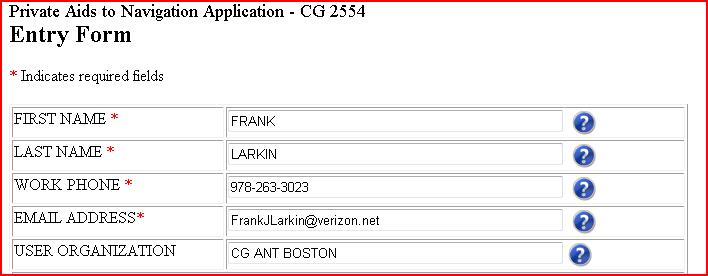 Private Aids to Navigation Application - CG 2554
Entry Form
* Indicates required fields
FIRST NAME * FRANK ?
LAST NAME * LARKIN ?
WORK PHONE * 978-263-3023 ?
EMAIL ADDRESS* FrankJLarkin@verizon.net ?
USER ORGANIZATION CG ANT BOSTON ?